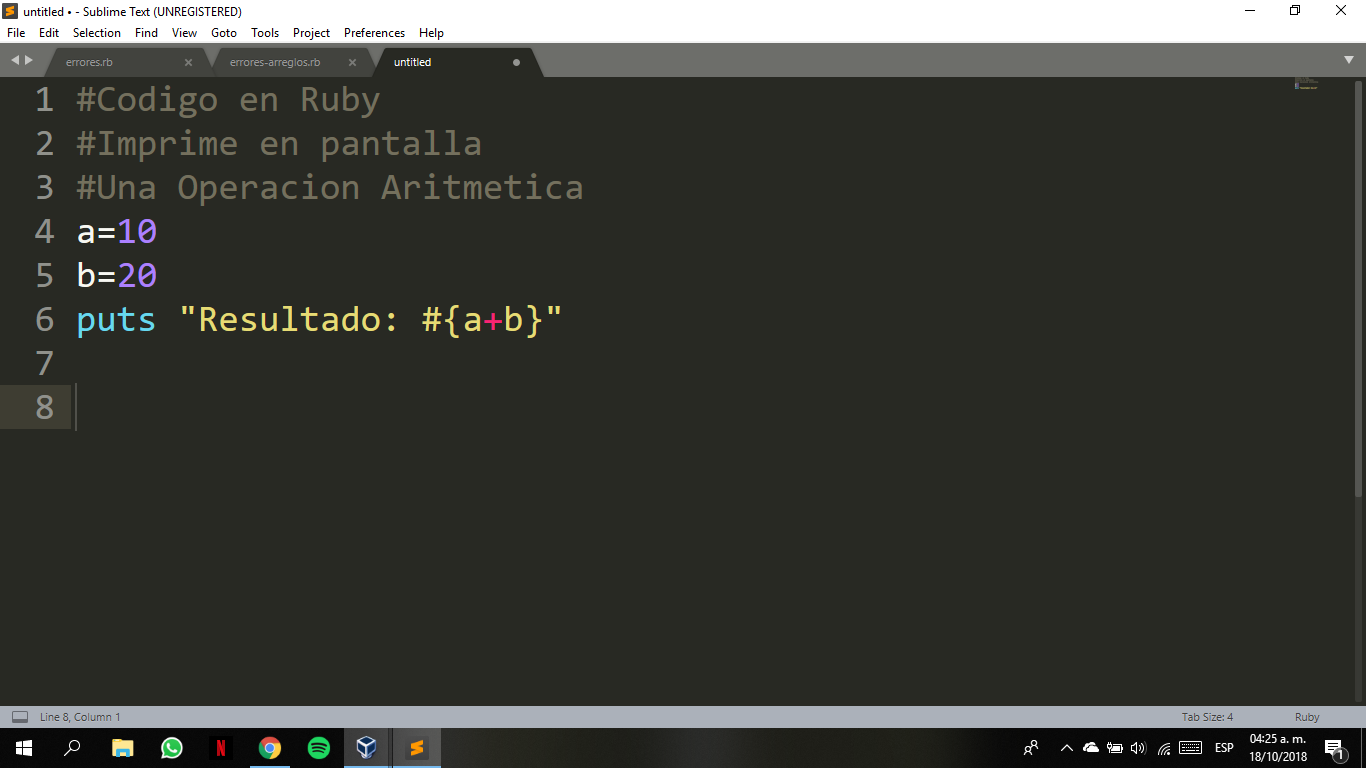 untitled • - Sublime Text (UNREGISTERED)
File Edit Selection Find View Goto Tools Project Preferences Help
errores.rb errores-arreglos.rb untitled
1 #Codigo en Ruby
2 #Imprime en pantalla
3 #Una Operacion Aritmetica
4 a=10
5 b=20
6 puts "Resultado: #{a+b}"
7
8
Line 8, Column 1 Tab Size: 4 Ruby
ESP 04:25 a. m.
18/10/2018
1